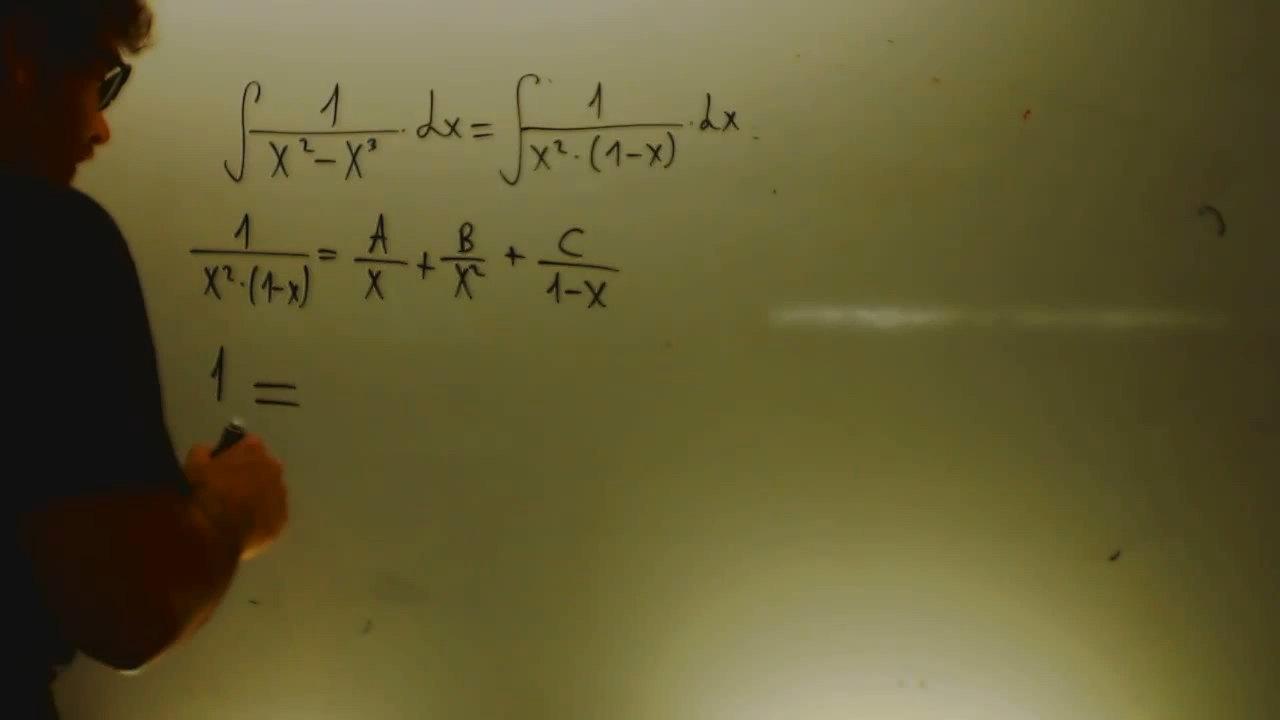 ∫ 1/(x² − x³) · dx = ∫ 1/(x² · (1−x)) · dx
1/(x² · (1−x)) = A/x + B/x² + C/(1−x)
1 =